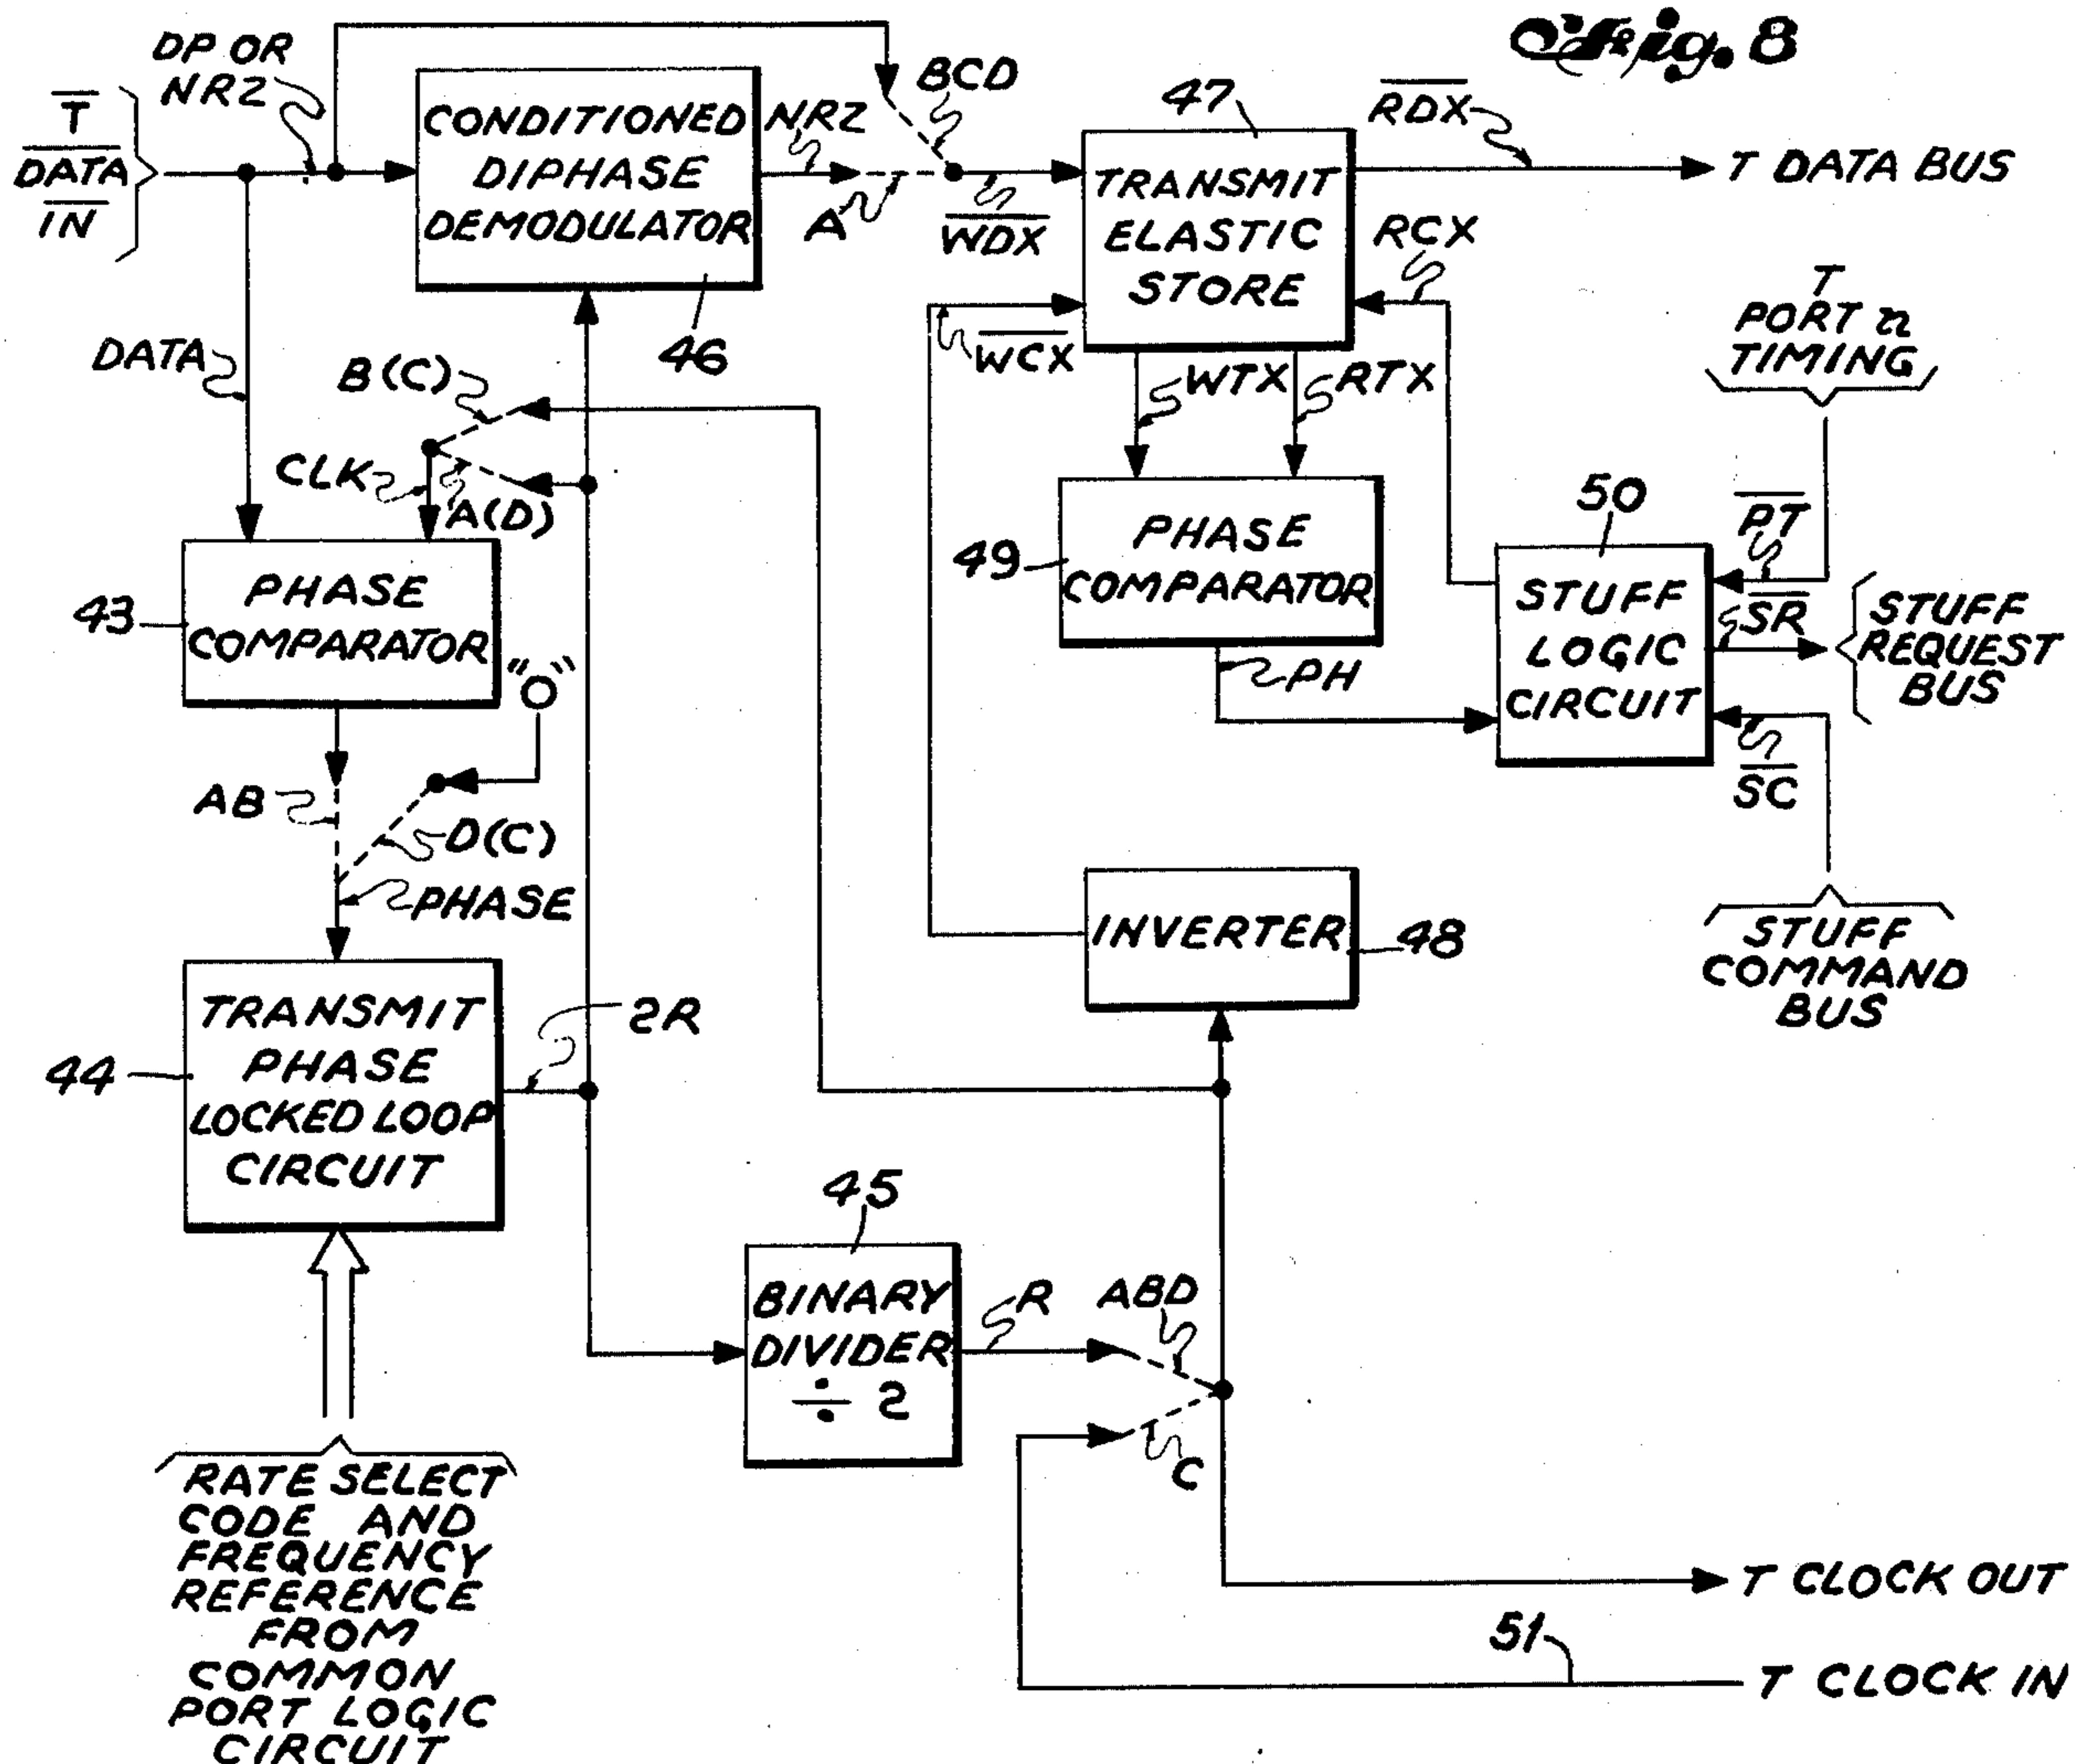 Fig. 8
DP OR
NRZ
T
DATA
IN
CONDITIONED
DIPHASE
DEMODULATOR
46
NRZ
A
BCD
WDX
47
TRANSMIT
ELASTIC
STORE
RDX
T DATA BUS
RCX
WCX
WTX
RTX
T
PORT n
TIMING
DATA
B(C)
CLK
A(D)
43
PHASE
COMPARATOR
"O"
49
PHASE
COMPARATOR
PH
50
STUFF
LOGIC
CIRCUIT
PT
SR
SC
STUFF
REQUEST
BUS
AB
D(C)
PHASE
44
TRANSMIT
PHASE
LOCKED LOOP
CIRCUIT
2R
INVERTER
48
STUFF
COMMAND
BUS
45
BINARY
DIVIDER
÷ 2
R
ABD
C
RATE SELECT
CODE AND
FREQUENCY
REFERENCE
FROM
COMMON
PORT LOGIC
CIRCUIT
T CLOCK OUT
51
T CLOCK IN